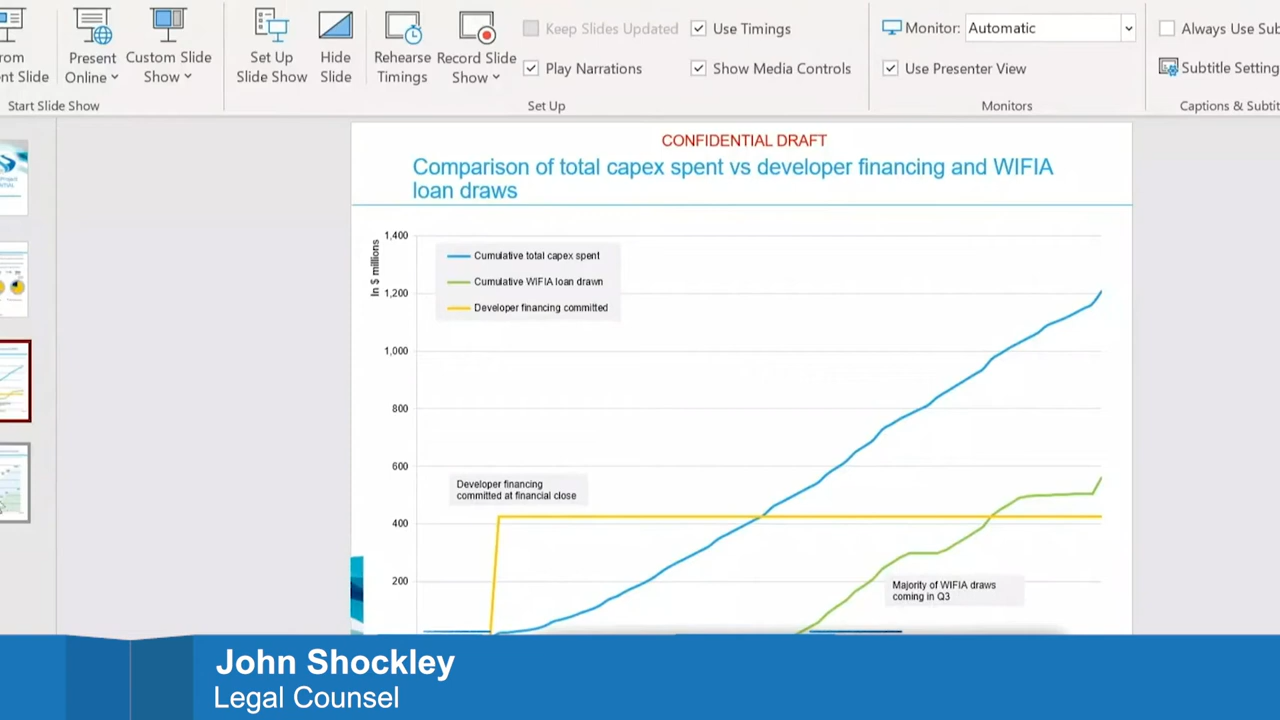 rom
nt Slide
Present
Online
Custom Slide
Show
Start Slide Show
Set Up
Slide Show
Hide
Slide
Rehearse
Timings
Record Slide
Show
Keep Slides Updated
Play Narrations
Use Timings
Show Media Controls
Set Up
Monitor: Automatic
Use Presenter View
Monitors
Always Use Sub
Subtitle Setting
Captions & Subtit
CONFIDENTIAL DRAFT
Comparison of total capex spent vs developer financing and WIFIA
loan draws
In $ millions
1,400
1,200
1,000
800
600
400
200
Cumulative total capex spent
Cumulative WIFIA loan drawn
Developer financing committed
Developer financing
committed at financial close
Majority of WIFIA draws
coming in Q3
John Shockley
Legal Counsel